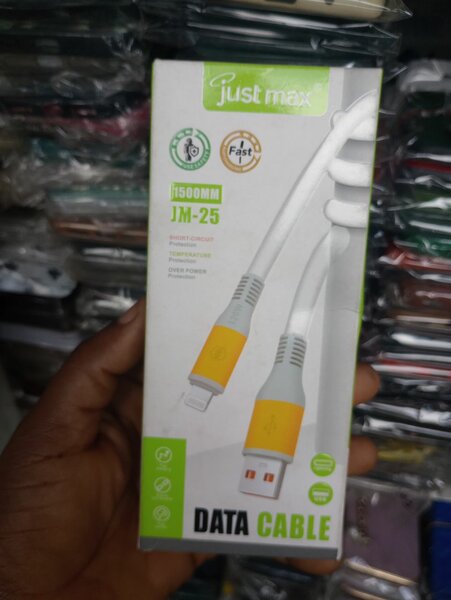 just max®
Fast
1500MM
JM-25
SHORT-CIRCUIT
Protection
TEMPERATURE
Protection
OVER POWER
Protection
DATA CABLE